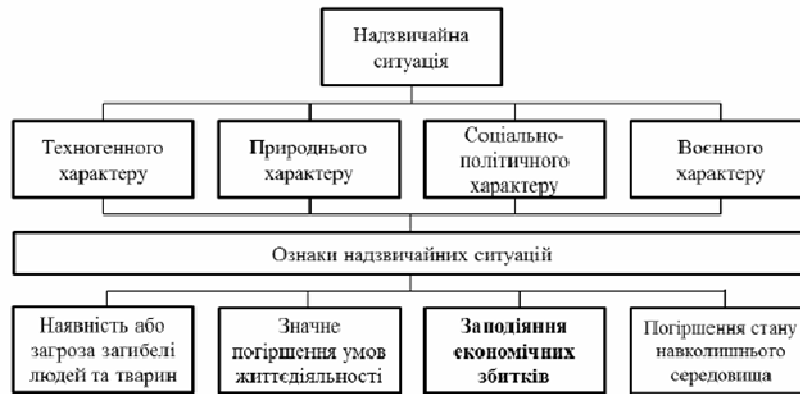 Надзвичайна
ситуація
Техногенного
характеру
Природнього
характеру
Соціально-
політичного
характеру
Воєнного
характеру
Ознаки надзвичайних ситуацій
Наявність або
загроза загибелі
людей та тварин
Значне
погіршення умов
життєдіяльності
Заподіяння
економічних
збитків
Погіршення стану
навколишнього
середовища